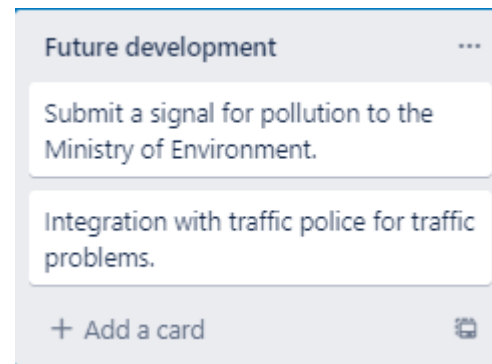 Future development
Submit a signal for pollution to the
Ministry of Environment.
Integration with traffic police for traffic
problems.
+ Add a card